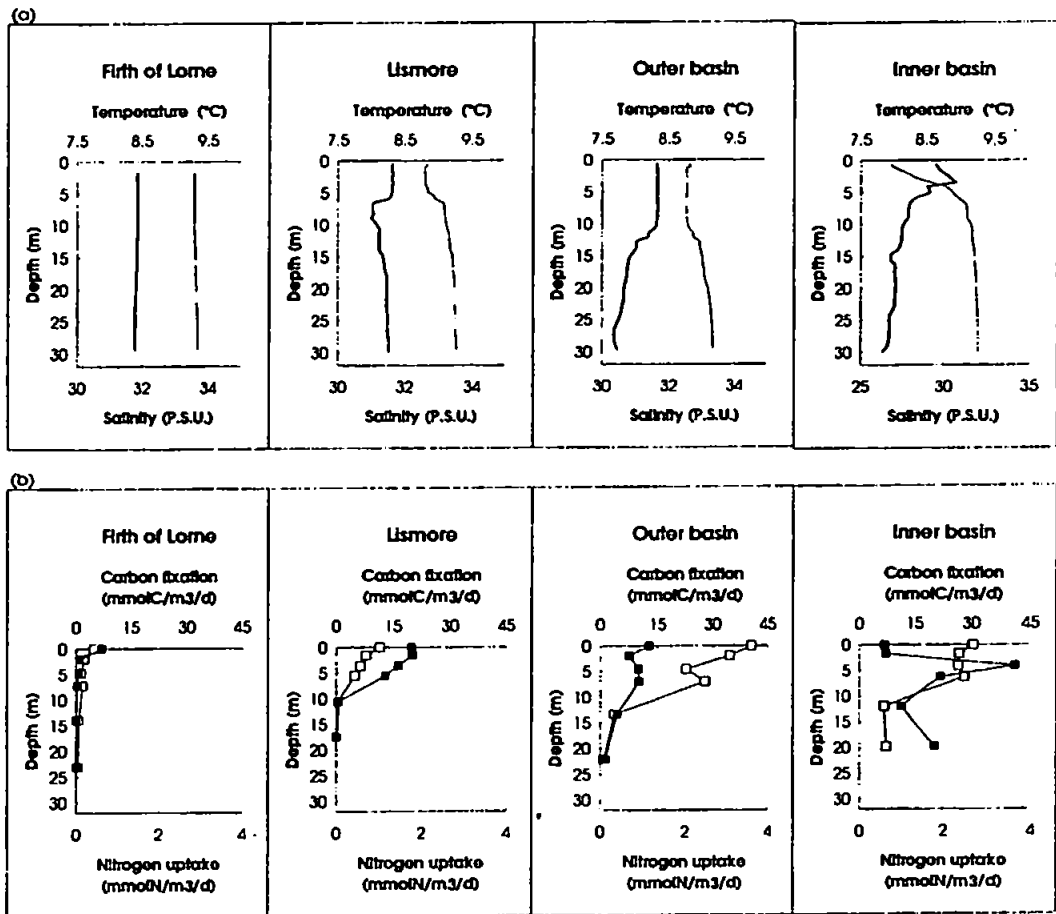 (a)
Firth of Lorne
Temperature (°C)
7.5 8.5 9.5
0
5
10
15
20
25
30
Depth (m)
30 32 34
Salinity (P.S.U.)
Lismore
Temperature (°C)
7.5 8.5 9.5
0
5
10
15
20
25
30
Depth (m)
30 32 34
Salinity (P.S.U.)
Outer basin
Temperature (°C)
7.5 8.5 9.5
0
5
10
15
20
25
30
Depth (m)
30 32 34
Salinity (P.S.U.)
Inner basin
Temperature (°C)
7.5 8.5 9.5
0
5
10
15
20
25
30
Depth (m)
25 30 35
Salinity (P.S.U.)
(b)
Firth of Lorne
Carbon fixation
(mmolC/m3/d)
0 15 30 45
0
5
10
15
20
25
30
Depth (m)
0 2 4
Nitrogen uptake
(mmolN/m3/d)
Lismore
Carbon fixation
(mmolC/m3/d)
0 15 30 45
0
5
10
15
20
25
30
Depth (m)
0 2 4
Nitrogen uptake
(mmolN/m3/d)
Outer basin
Carbon fixation
(mmolC/m3/d)
0 15 30 45
0
5
10
15
20
25
30
Depth (m)
0 2 4
Nitrogen uptake
(mmolN/m3/d)
Inner basin
Carbon fixation
(mmolC/m3/d)
0 15 30 45
0
5
10
15
20
25
30
Depth (m)
0 2 4
Nitrogen uptake
(mmolN/m3/d)